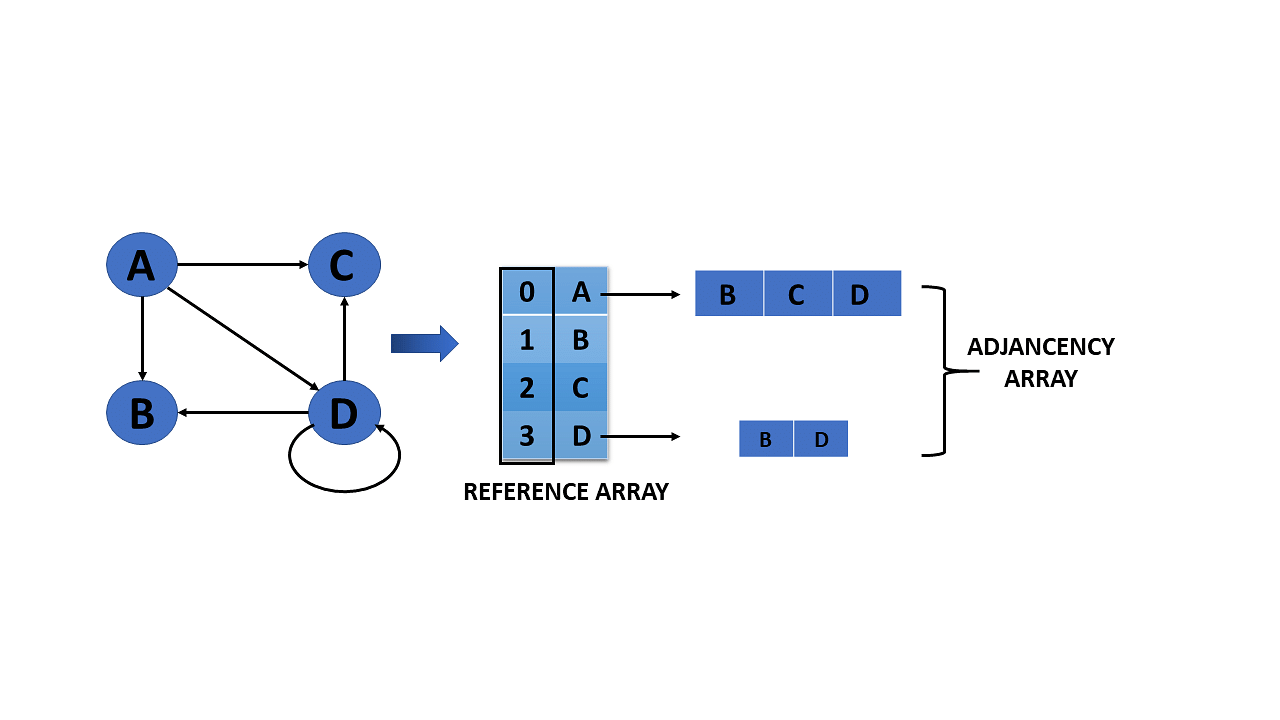 A
C
B
D
0 A
1 B
2 C
3 D
REFERENCE ARRAY
B C D
B D
ADJANCENCY
ARRAY